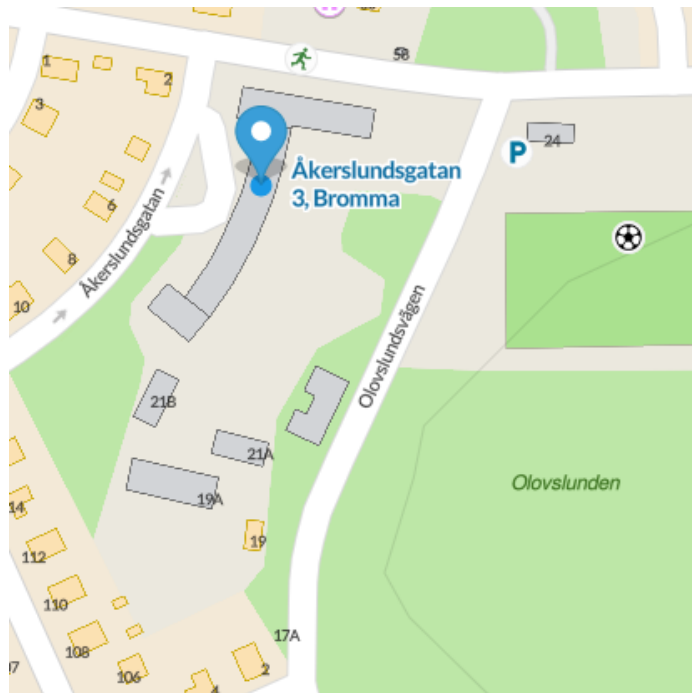 58
1
2
3
24
P
Åkerslundsgatan
3, Bromma
6
Åkerslundsgatan
8
10
Olovslundsvägen
21B
21A
19A
Olovslunden
14
19
112
110
17A
108
106
2
4